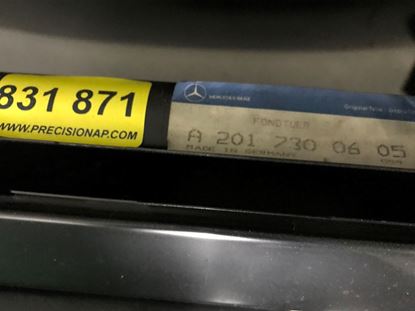 831 871
WWW.PRECISIONAP.COM
MERCEDES-BENZ
FONDTUER
A 201 730 06 05
MADE IN GERMANY